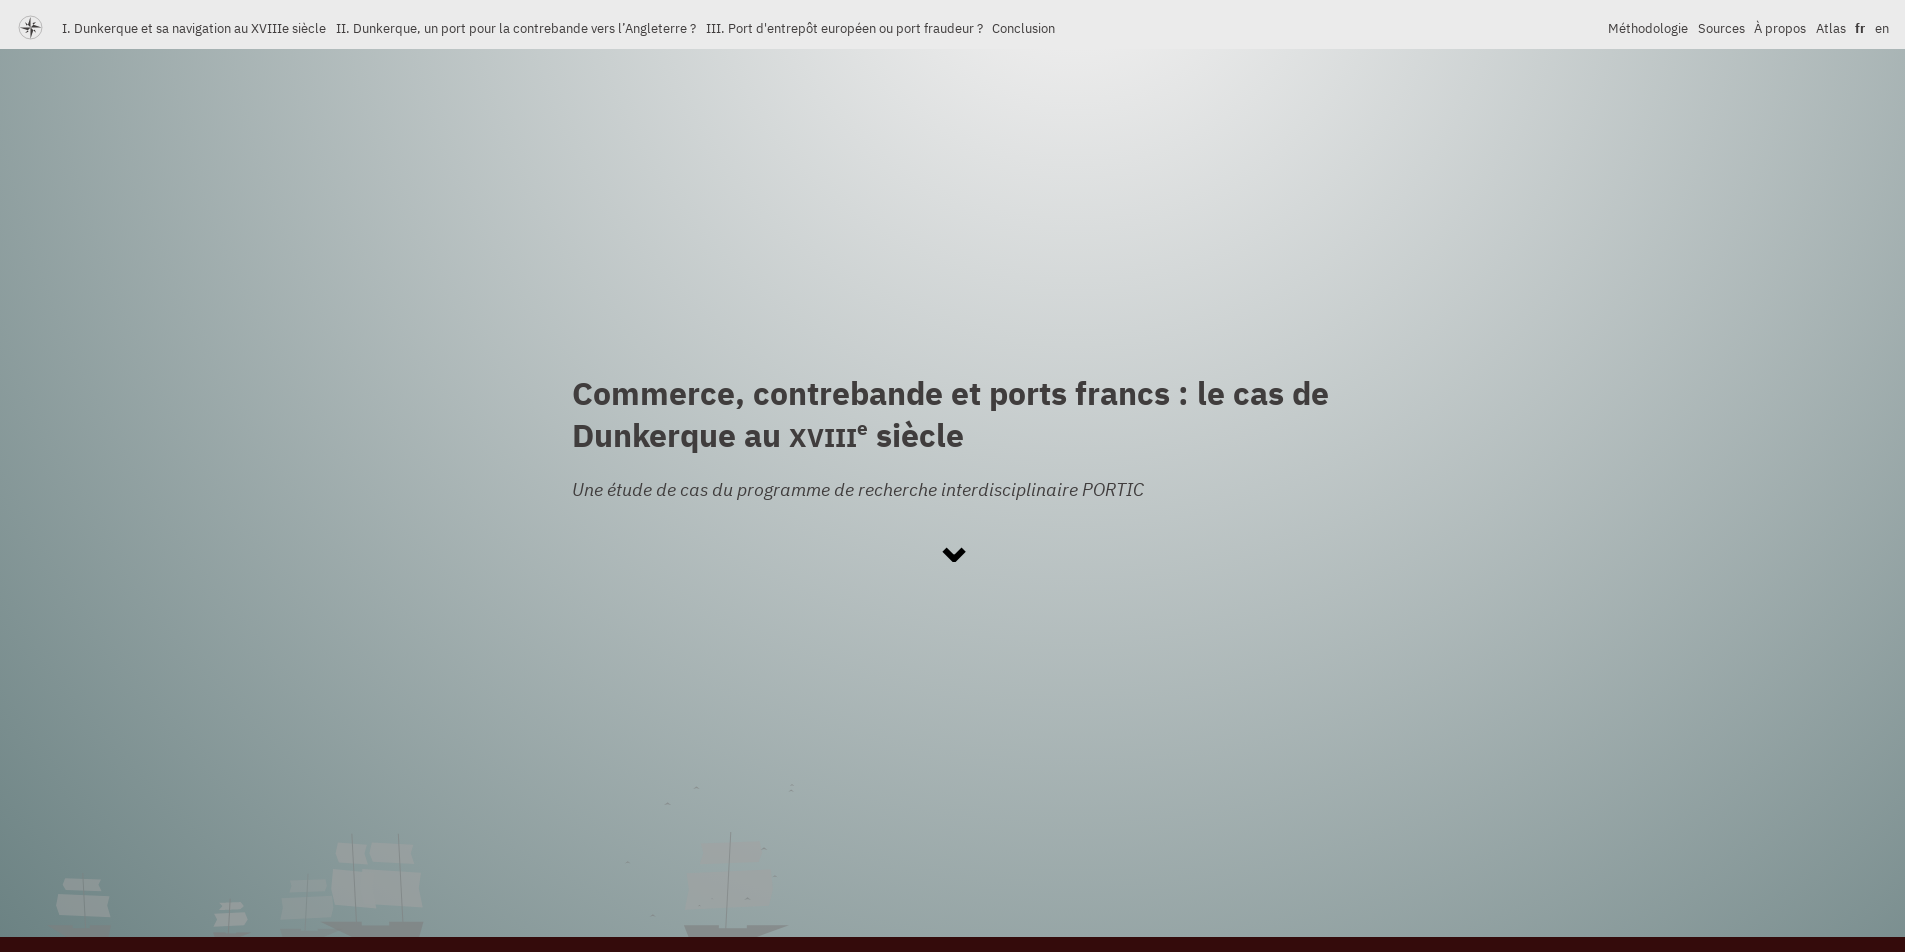 I. Dunkerque et sa navigation au XVIIIe siècle II. Dunkerque, un port pour la contrebande vers l’Angleterre ? III. Port d'entrepôt européen ou port fraudeur ? Conclusion Méthodologie Sources À propos Atlas fr en
Commerce, contrebande et ports francs : le cas de
Dunkerque au XVIIIe siècle
Une étude de cas du programme de recherche interdisciplinaire PORTIC